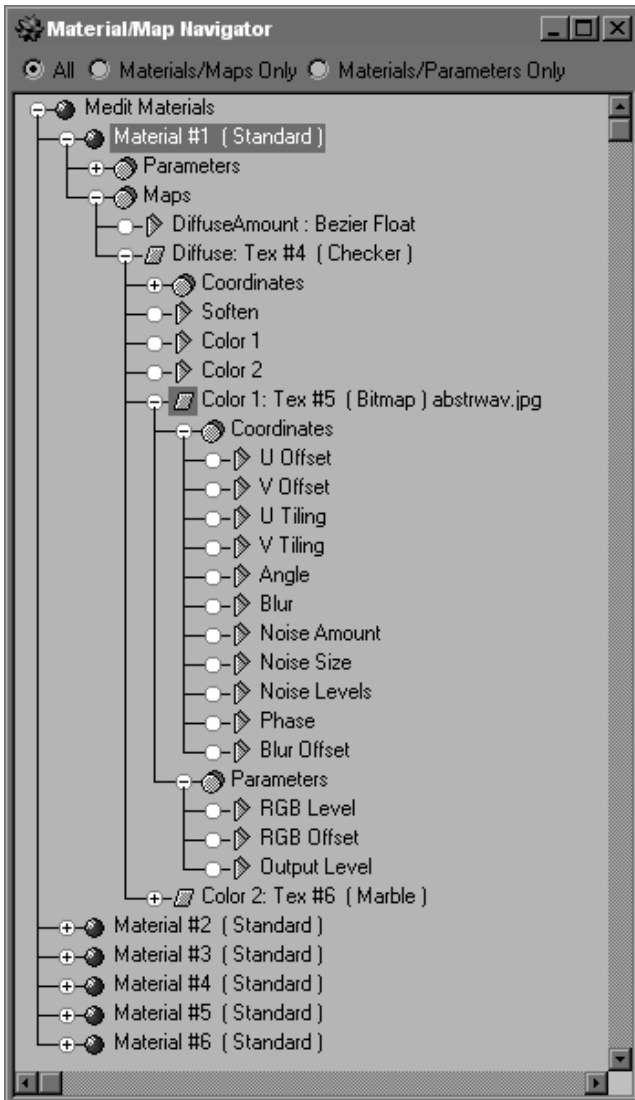 Material/Map Navigator
All Materials/Maps Only Materials/Parameters Only
Medit Materials
Material #1 ( Standard )
Parameters
Maps
DiffuseAmount : Bezier Float
Diffuse: Tex #4 ( Checker )
Coordinates
Soften
Color 1
Color 2
Color 1: Tex #5 ( Bitmap ) abstrwav.jpg
Coordinates
U Offset
V Offset
U Tiling
V Tiling
Angle
Blur
Noise Amount
Noise Size
Noise Levels
Phase
Blur Offset
Parameters
RGB Level
RGB Offset
Output Level
Color 2: Tex #6 ( Marble )
Material #2 ( Standard )
Material #3 ( Standard )
Material #4 ( Standard )
Material #5 ( Standard )
Material #6 ( Standard )